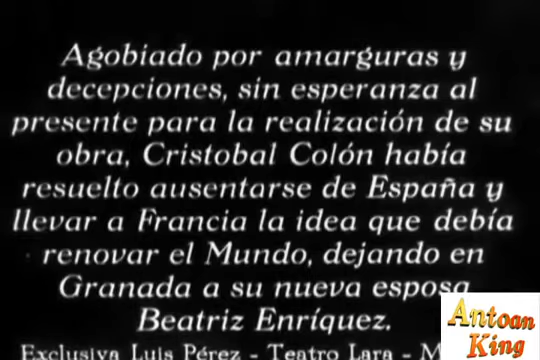 Agobiado por amarguras y
decepciones, sin esperanza al
presente para la realización de su
obra, Cristobal Colón había
resuelto ausentarse de España y
llevar a Francia la idea que debía
renovar el Mundo, dejando en
Granada a su nueva esposa
Beatriz Enríquez.
Exclusiva Luis Pérez - Teatro Lara - M
Antoan
King